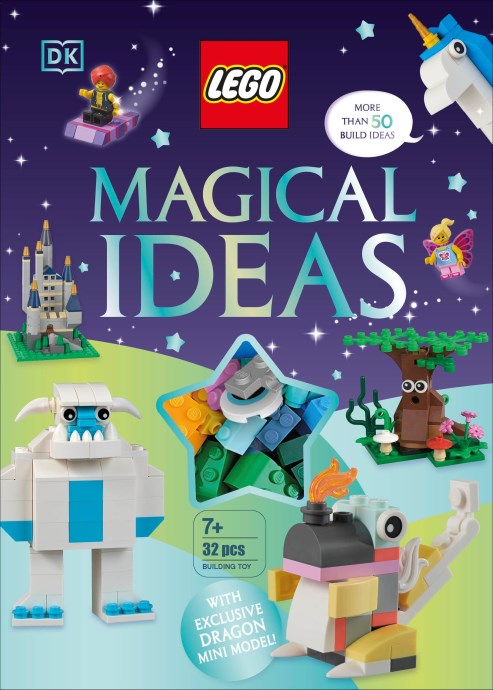 DK
LEGO
MORE
THAN 50
BUILD IDEAS
MAGICAL
IDEAS
7+
32 pcs
BUILDING TOY
WITH
EXCLUSIVE
DRAGON
MINI MODEL!